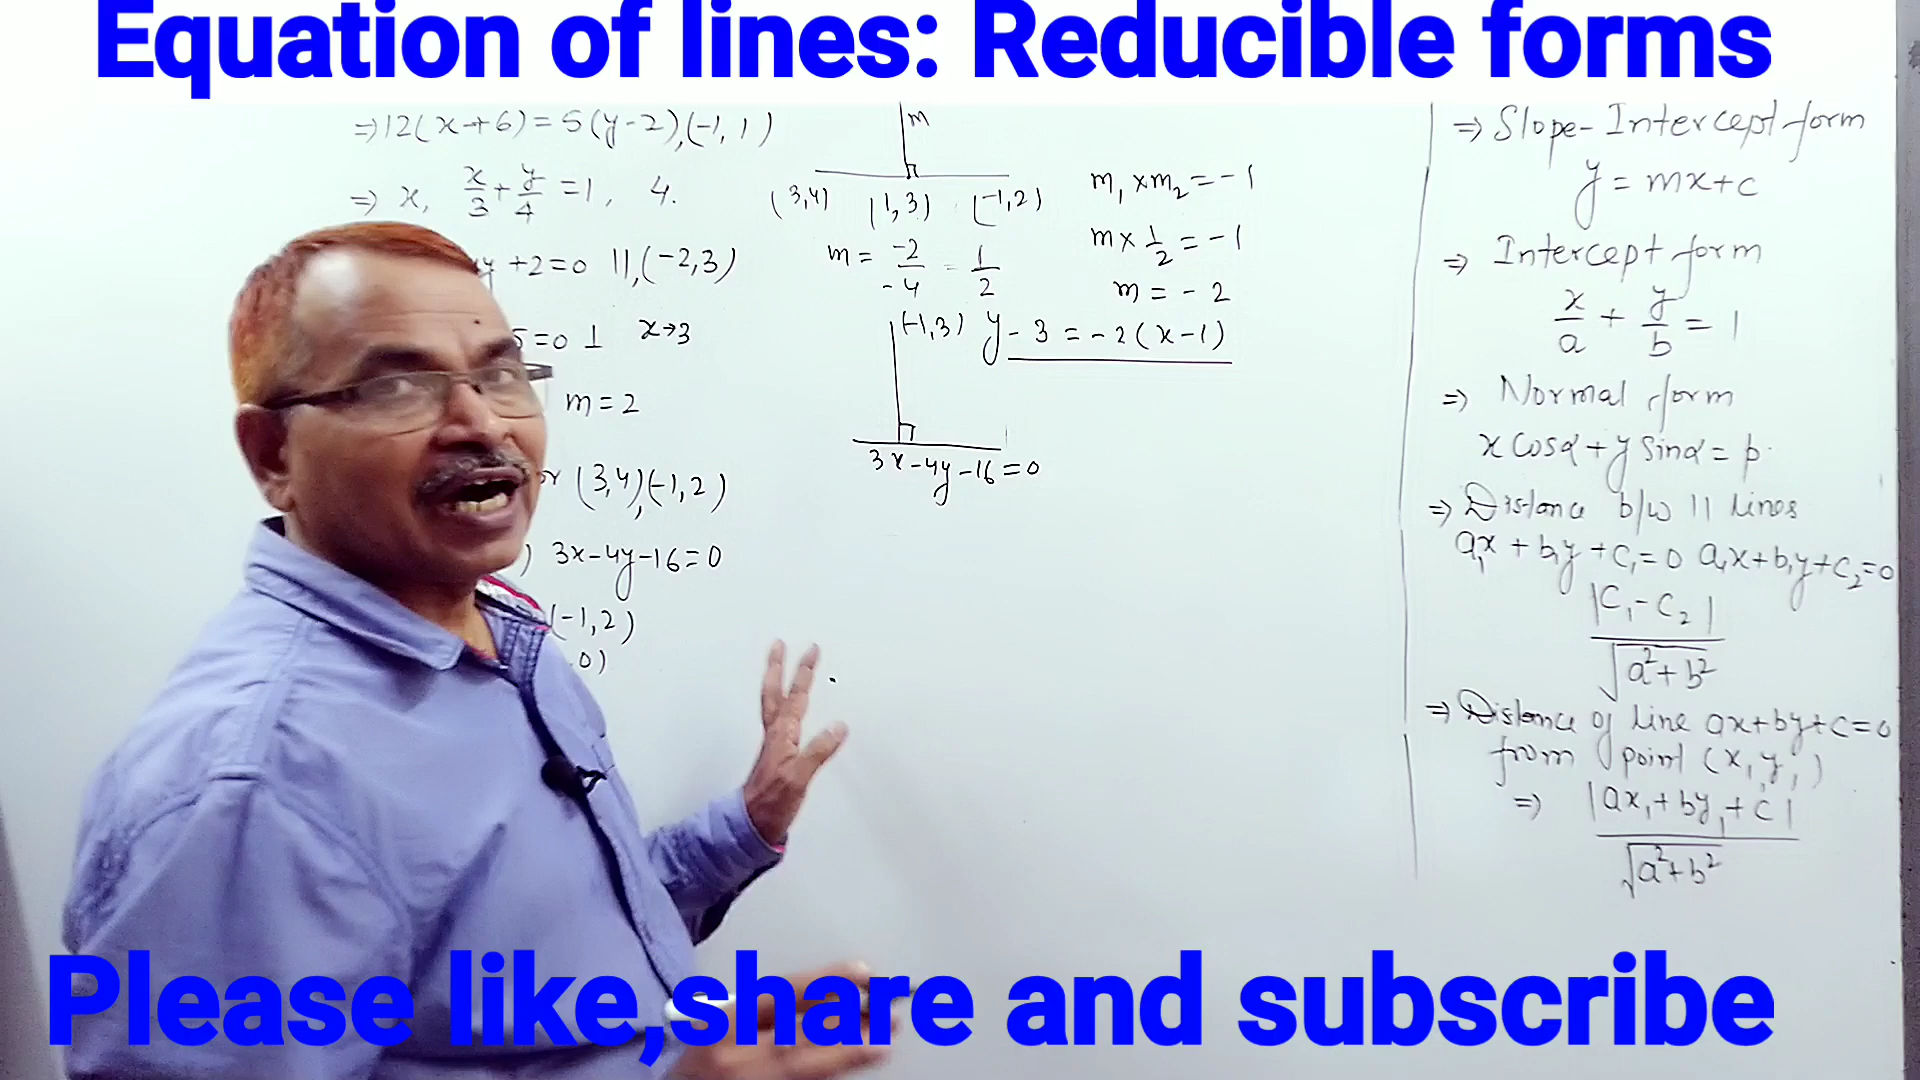 Equation of lines: Reducible forms
⇒ 12(x+6) = 5(y-2), (-1, 1)
⇒ x, x/3 + y/4 = 1, 4.
y + 2 = 0 ||, (-2, 3)
5 = 0 ⊥ x→3
m = 2
or (3,4), (-1,2)
) 3x-4y-16=0
(-1,2)
,0)
m
(3,4) (1,3) (-1,2)
m = -2/-4 = 1/2
(-1,3)
3x-4y-16=0
m₁ × m₂ = -1
m × 1/2 = -1
m = -2
y - 3 = -2(x-1)
⇒ Slope-Intercept form
y = mx+c
⇒ Intercept form
x/a + y/b = 1
⇒ Normal form
x Cosα + y Sinα = p.
⇒ Distance b/w || lines
a₁x + b₁y + c₁ = 0 a₁x + b₁y + c₂ = 0
|C₁ - C₂| / √a²+b²
⇒ Distance of line ax+by+c=0
from point (x₁ y₁)
⇒ |ax₁ + by₁ + c| / √a²+b²
Please like,share and subscribe